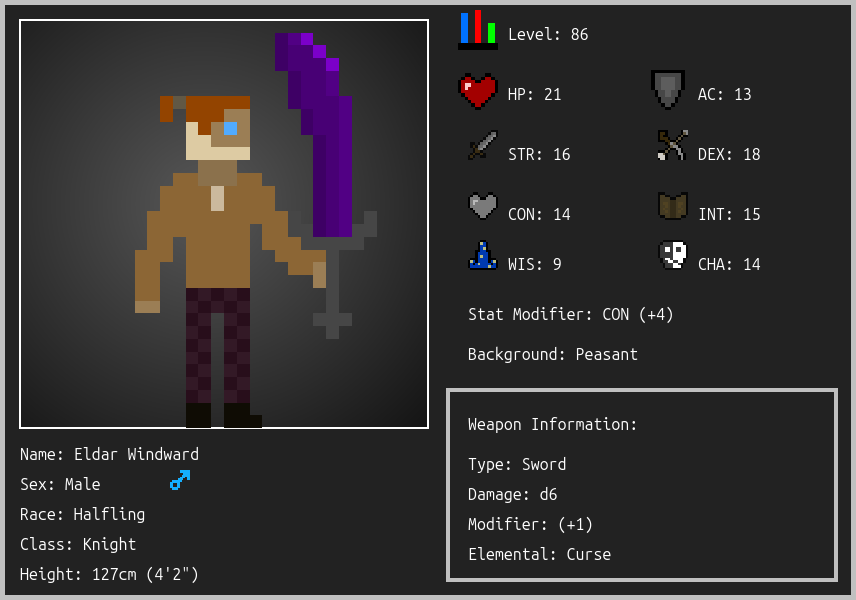 Level: 86
HP: 21
AC: 13
STR: 16
DEX: 18
CON: 14
INT: 15
WIS: 9
CHA: 14
Stat Modifier: CON (+4)
Background: Peasant
Weapon Information:
Type: Sword
Damage: d6
Modifier: (+1)
Elemental: Curse
Name: Eldar Windward
Sex: Male
Race: Halfling
Class: Knight
Height: 127cm (4'2")